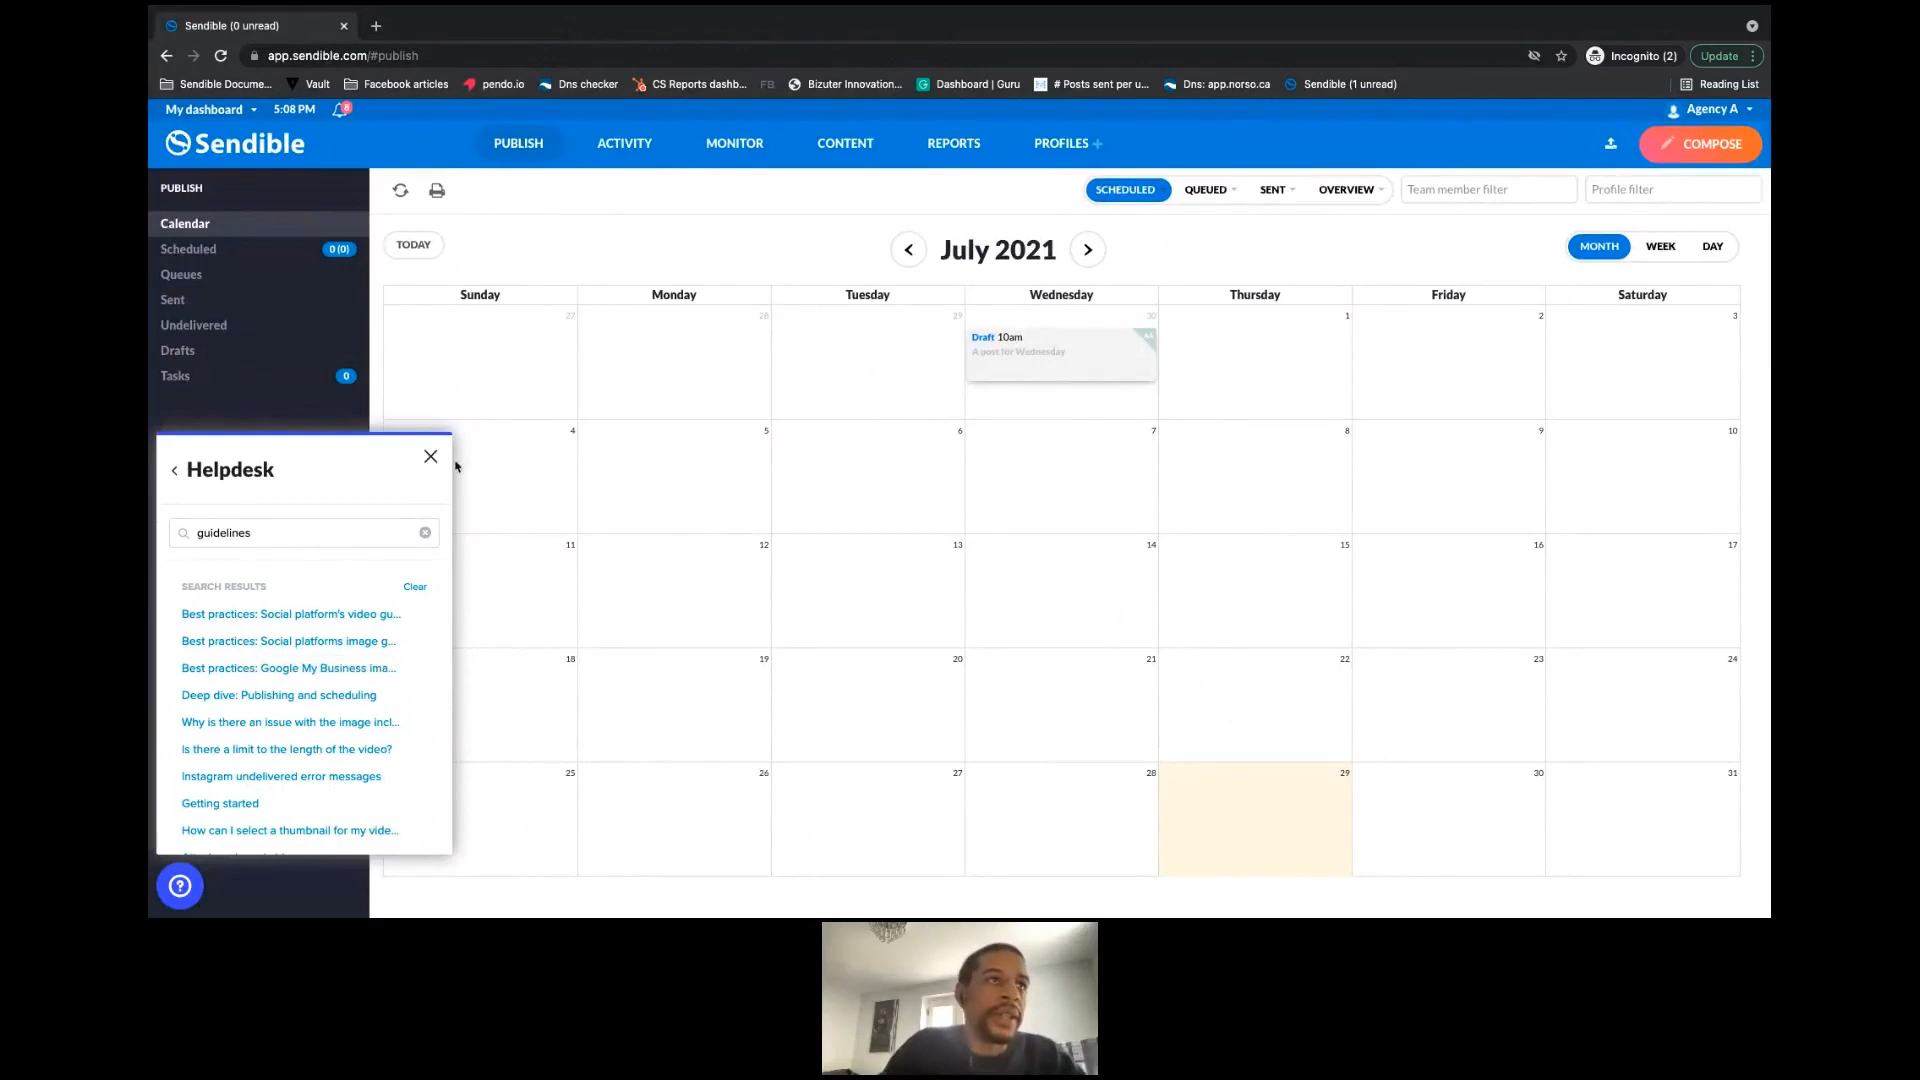 Sendible (0 unread)
app.sendible.com/#publish
Incognito (2)
Update
Sendible Docume...
Vault
Facebook articles
pendo.io
Dns checker
CS Reports dashb...
FB
Bizuter Innovation...
Dashboard | Guru
# Posts sent per u...
Dns: app.norso.ca
Sendible (1 unread)
Reading List
My dashboard
5:08 PM
8
Agency A
Sendible
PUBLISH
ACTIVITY
MONITOR
CONTENT
REPORTS
PROFILES +
COMPOSE
PUBLISH
Calendar
Scheduled 0 (0)
Queues
Sent
Undelivered
Drafts
Tasks 0
SCHEDULED
QUEUED
SENT
OVERVIEW
Team member filter
Profile filter
TODAY
July 2021
MONTH
WEEK
DAY
Sunday Monday Tuesday Wednesday Thursday Friday Saturday
27 28 29 30 1 2 3
Draft 10am
A post for Wednesday
4 5 6 7 8 9 10
11 12 13 14 15 16 17
18 19 20 21 22 23 24
25 26 27 28 29 30 31
Helpdesk
guidelines
SEARCH RESULTS
Clear
Best practices: Social platform's video gu...
Best practices: Social platforms image g...
Best practices: Google My Business ima...
Deep dive: Publishing and scheduling
Why is there an issue with the image incl...
Is there a limit to the length of the video?
Instagram undelivered error messages
Getting started
How can I select a thumbnail for my vide...
?